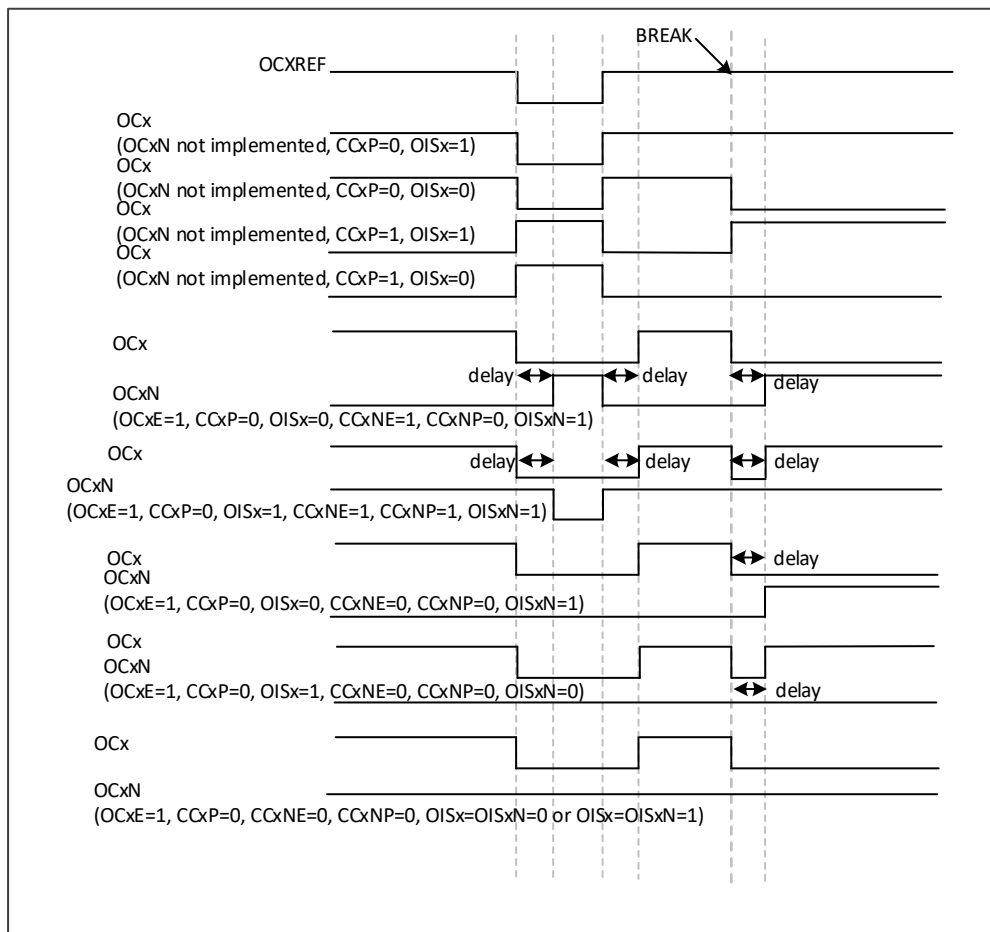 BREAK
OCXREF
OCx
(OCxN not implemented, CCxP=0, OISx=1)
OCx
(OCxN not implemented, CCxP=0, OISx=0)
OCx
(OCxN not implemented, CCxP=1, OISx=1)
OCx
(OCxN not implemented, CCxP=1, OISx=0)
OCx
delay delay delay
OCxN
(OCxE=1, CCxP=0, OISx=0, CCxNE=1, CCxNP=0, OISxN=1)
OCx
delay delay delay
OCxN
(OCxE=1, CCxP=0, OISx=1, CCxNE=1, CCxNP=1, OISxN=1)
OCx
delay
OCxN
(OCxE=1, CCxP=0, OISx=0, CCxNE=0, CCxNP=0, OISxN=1)
OCx
OCxN
(OCxE=1, CCxP=0, OISx=1, CCxNE=0, CCxNP=0, OISxN=0)
delay
OCx
OCxN
(OCxE=1, CCxP=0, CCxNE=0, CCxNP=0, OISx=OISxN=0 or OISx=OISxN=1)